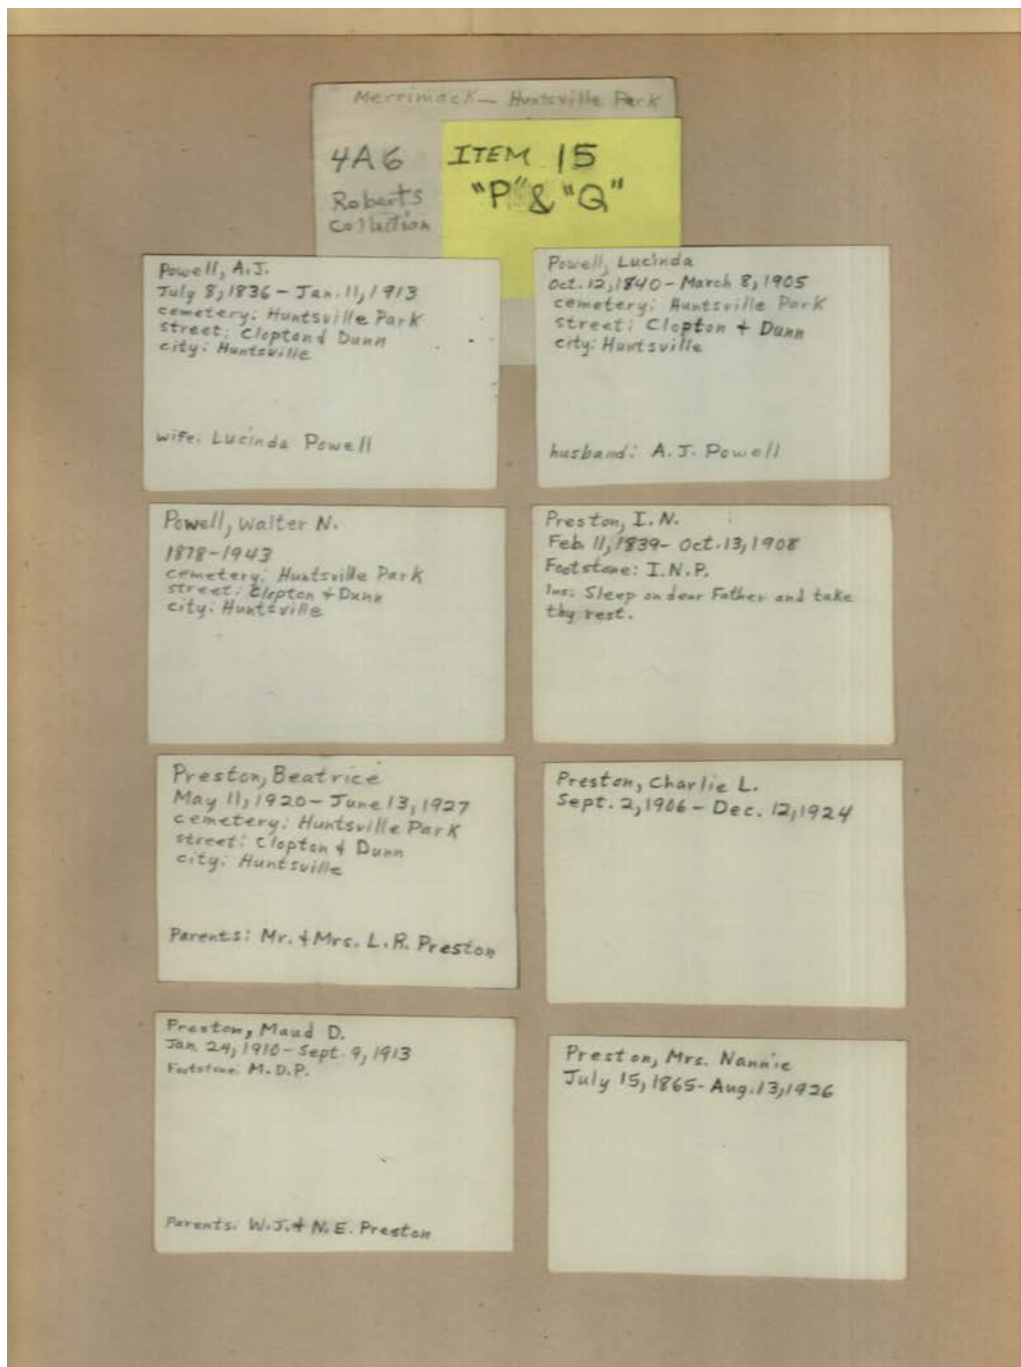 Merrimack - Huntsville Park
4A6
Roberts
Collection
ITEM 15
"P" & "Q"
Powell, A.J.
July 8, 1836 - Jan. 11, 1913
cemetery: Huntsville Park
street: Clopton & Dunn
city: Huntsville
wife: Lucinda Powell
Powell, Lucinda
Oct. 12, 1840 - March 8, 1905
cemetery: Huntsville Park
street: Clopton & Dunn
city: Huntsville
husband: A.J. Powell
Powell, Walter N.
1878-1943
cemetery: Huntsville Park
street: Clopton & Dunn
city: Huntsville
Preston, I.N.
Feb. 11, 1839 - Oct. 13, 1908
Footstone: I.N.P.
Ins: Sleep on dear Father and take
thy rest.
Preston, Beatrice
May 11, 1920 - June 13, 1927
cemetery: Huntsville Park
street: Clopton & Dunn
city: Huntsville
Parents: Mr. & Mrs. L.R. Preston
Preston, Charlie L.
Sept. 2, 1906 - Dec. 12, 1924
Preston, Maud D.
Jan. 24, 1910 - Sept. 9, 1913
Footstone: M.D.P.
Parents: W.J. & N.E. Preston
Preston, Mrs. Nannie
July 15, 1865 - Aug. 13, 1926